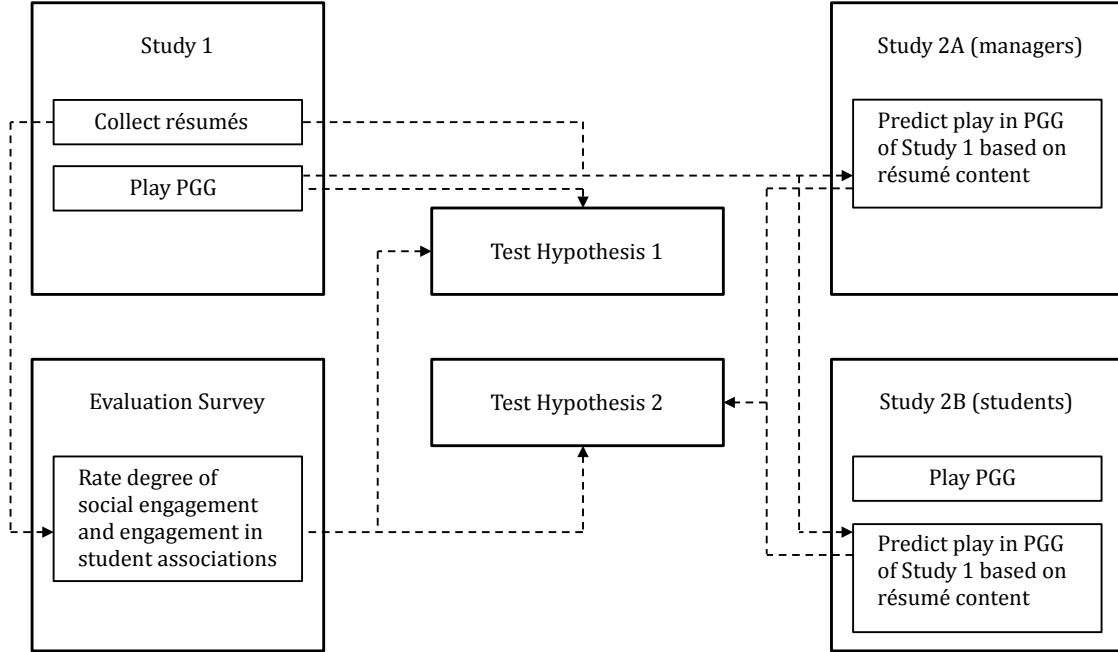 Study 1
Collect résumés
Play PGG
Study 2A (managers)
Predict play in PGG
of Study 1 based on
résumé content
Test Hypothesis 1
Evaluation Survey
Rate degree of
social engagement
and engagement in
student associations
Test Hypothesis 2
Study 2B (students)
Play PGG
Predict play in PGG
of Study 1 based on
résumé content